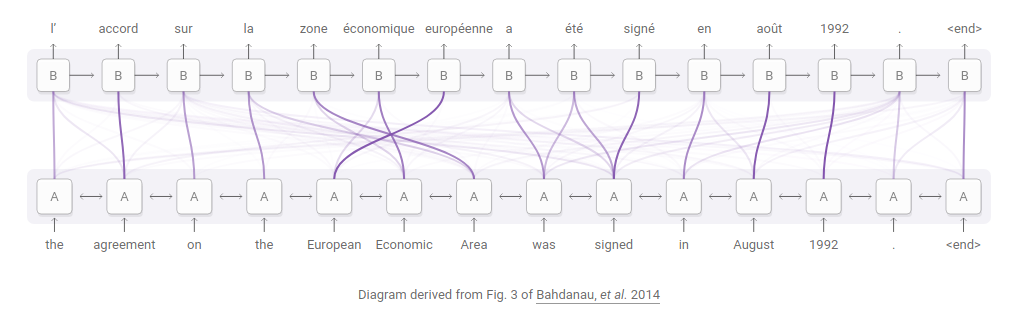 l’ accord sur la zone économique européenne a été signé en août 1992 . <end>
B B B B B B B B B B B B B B B
A A A A A A A A A A A A A A
the agreement on the European Economic Area was signed in August 1992 . <end>
Diagram derived from Fig. 3 of Bahdanau, et al. 2014